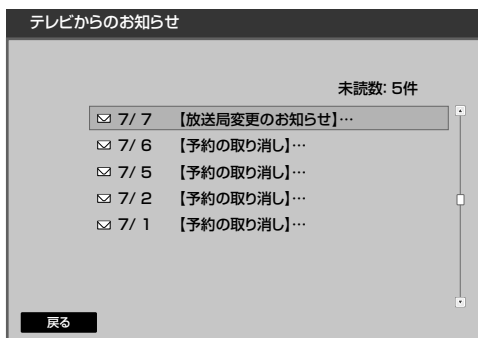 テレビからのお知らせ
未読数: 5件
7/ 7 【放送局変更のお知らせ】…
7/ 6 【予約の取り消し】…
7/ 5 【予約の取り消し】…
7/ 2 【予約の取り消し】…
7/ 1 【予約の取り消し】…
戻る